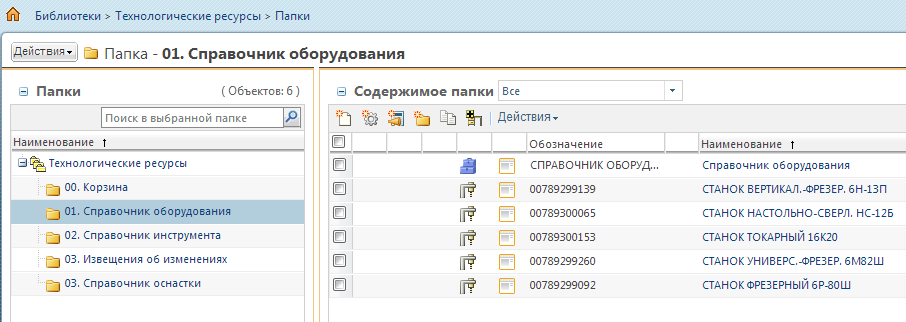 Библиотеки > Технологические ресурсы > Папки
Действия Папка - 01. Справочник оборудования
Папки ( Объектов: 6 )
Поиск в выбранной папке
Наименование
Технологические ресурсы
00. Корзина
01. Справочник оборудования
02. Справочник инструмента
03. Извещения об изменениях
03. Справочник оснастки
Содержимое папки Все
Действия
Обозначение Наименование
СПРАВОЧНИК ОБОРУД... Справочник оборудования
00789299139 СТАНОК ВЕРТИКАЛ.-ФРЕЗЕР. 6Н-13П
00789300065 СТАНОК НАСТОЛЬНО-СВЕРЛ. НС-12Б
00789300153 СТАНОК ТОКАРНЫЙ 16К20
00789299260 СТАНОК УНИВЕРС.-ФРЕЗЕР. 6М82Ш
00789299092 СТАНОК ФРЕЗЕРНЫЙ 6Р-80Ш